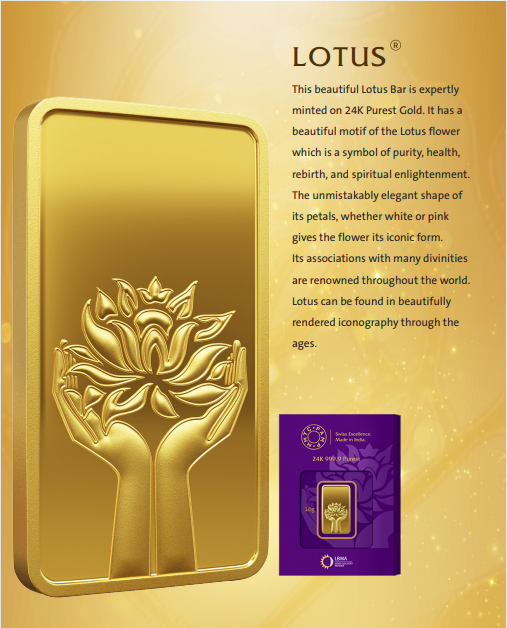 LOTUS®
This beautiful Lotus Bar is expertly
minted on 24K Purest Gold. It has a
beautiful motif of the Lotus flower
which is a symbol of purity, health,
rebirth, and spiritual enlightenment.
The unmistakably elegant shape of
its petals, whether white or pink
gives the flower its iconic form.
Its associations with many divinities
are renowned throughout the world.
Lotus can be found in beautifully
rendered iconography through the
ages.
Swiss Excellence.
Made in India.
24K 999.9 Purest
10g
LBMA